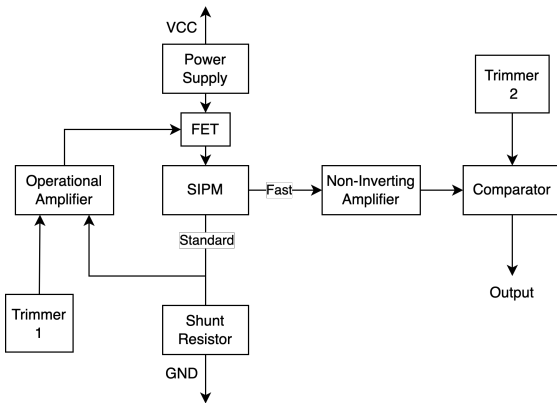 VCC
Power
Supply
Trimmer
2
FET
Operational
Amplifier
SIPM
Fast
Non-Inverting
Amplifier
Comparator
Standard
Output
Trimmer
1
Shunt
Resistor
GND